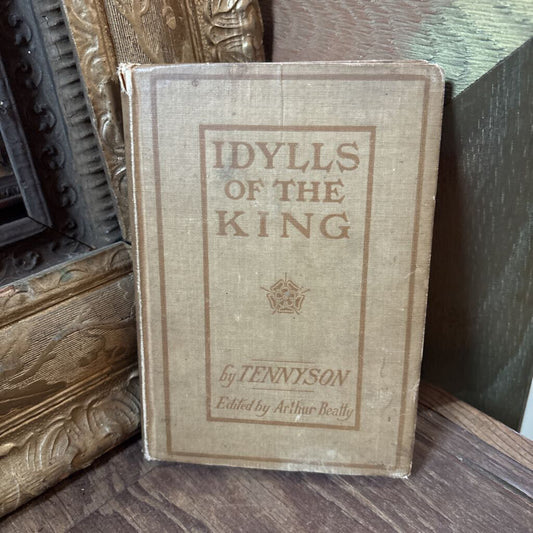 IDYLLS
OF THE
KING
by TENNYSON
Edited by Arthur Beatty